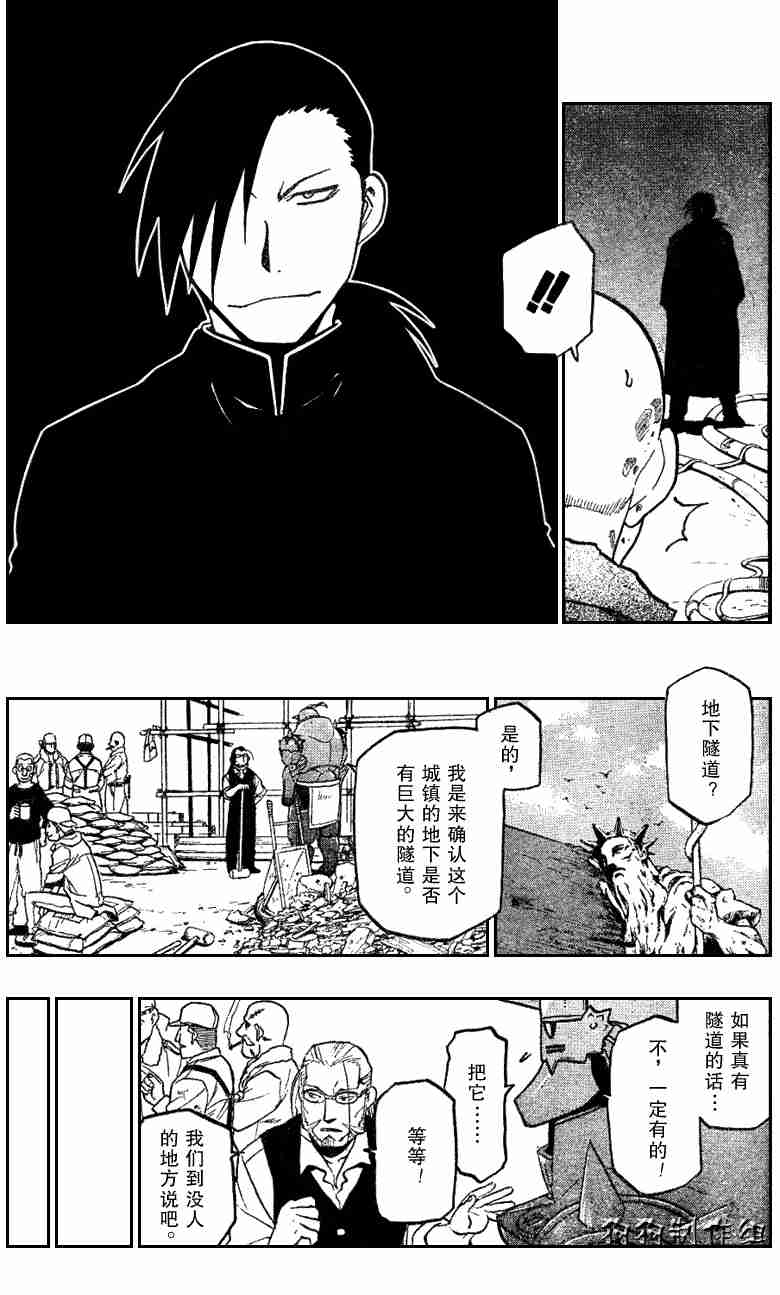 !!
地下隧道？
是的，
我是来确认这个
城镇的地下是否
有巨大的隧道。
如果真有
隧道的话…
不，一定有的！
把它……
等等！
我们到没人
的地方说吧。
羽羽制作组